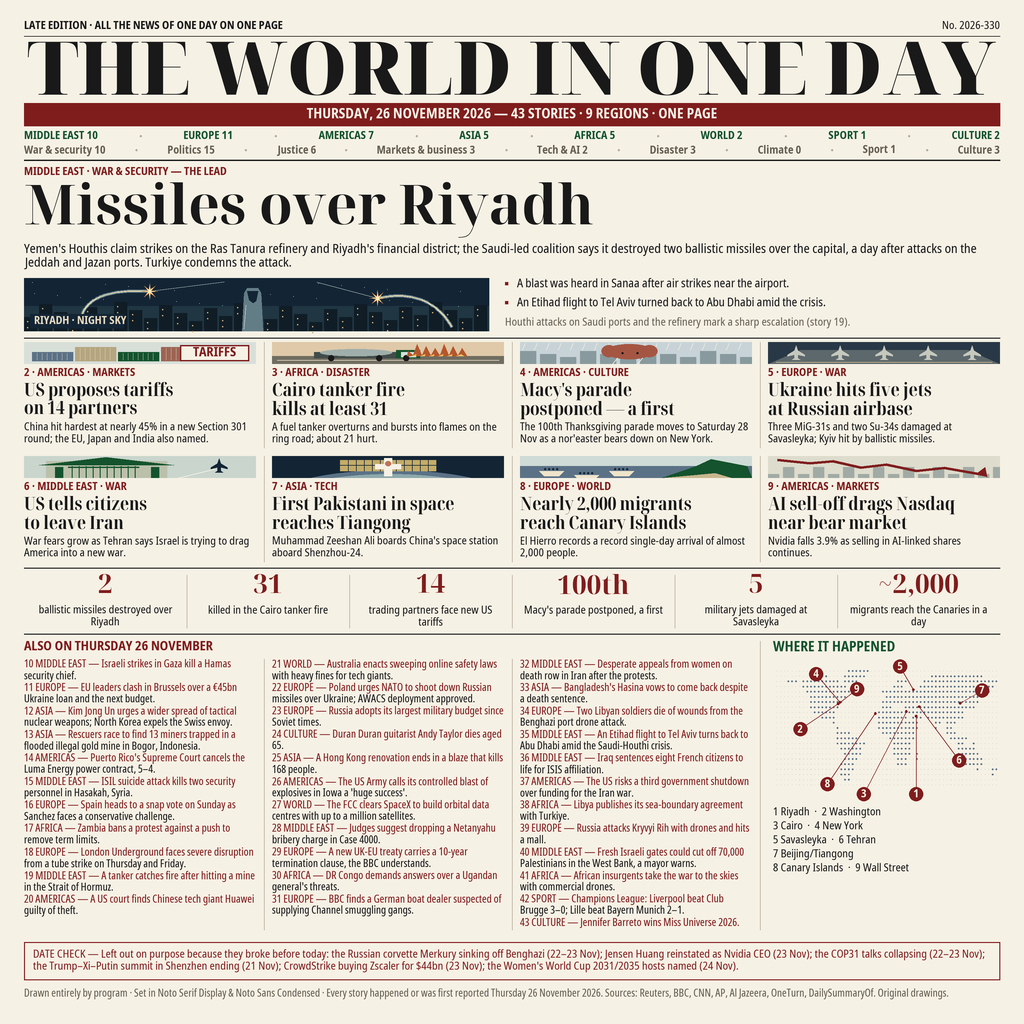 LATE EDITION · ALL THE NEWS OF ONE DAY ON ONE PAGE
No. 2026-330
THE WORLD IN ONE DAY
THURSDAY, 26 NOVEMBER 2026 — 43 STORIES · 9 REGIONS · ONE PAGE
MIDDLE EAST 10 · EUROPE 11 · AMERICAS 7 · ASIA 5 · AFRICA 5 · WORLD 2 · SPORT 1 · CULTURE 2
War & security 10 · Politics 15 · Justice 6 · Markets & business 3 · Tech & AI 2 · Disaster 3 · Climate 0 · Sport 1 · Culture 3
MIDDLE EAST · WAR & SECURITY — THE LEAD
Missiles over Riyadh
Yemen's Houthis claim strikes on the Ras Tanura refinery and Riyadh's financial district; the Saudi-led coalition says it destroyed two ballistic missiles over the capital, a day after attacks on the
Jeddah and Jazan ports. Turkiye condemns the attack.
RIYADH · NIGHT SKY
▪ A blast was heard in Sanaa after air strikes near the airport.
▪ An Etihad flight to Tel Aviv turned back to Abu Dhabi amid the crisis.
Houthi attacks on Saudi ports and the refinery mark a sharp escalation (story 19).
TARIFFS
2 · AMERICAS · MARKETS
US proposes tariffs
on 14 partners
China hit hardest at nearly 45% in a new Section 301
round; the EU, Japan and India also named.
3 · AFRICA · DISASTER
Cairo tanker fire
kills at least 31
A fuel tanker overturns and bursts into flames on the
ring road; about 21 hurt.
4 · AMERICAS · CULTURE
Macy's parade
postponed — a first
The 100th Thanksgiving parade moves to Saturday 28
Nov as a nor'easter bears down on New York.
5 · EUROPE · WAR
Ukraine hits five jets
at Russian airbase
Three MiG-31s and two Su-34s damaged at
Savasleyka; Kyiv hit by ballistic missiles.
6 · MIDDLE EAST · WAR
US tells citizens
to leave Iran
War fears grow as Tehran says Israel is trying to drag
America into a new war.
7 · ASIA · TECH
First Pakistani in space
reaches Tiangong
Muhammad Zeeshan Ali boards China's space station
aboard Shenzhou-24.
8 · EUROPE · WORLD
Nearly 2,000 migrants
reach Canary Islands
El Hierro records a record single-day arrival of almost
2,000 people.
9 · AMERICAS · MARKETS
AI sell-off drags Nasdaq
near bear market
Nvidia falls 3.9% as selling in AI-linked shares
continues.
2
ballistic missiles destroyed over
Riyadh
31
killed in the Cairo tanker fire
14
trading partners face new US
tariffs
100th
Macy's parade postponed, a first
5
military jets damaged at
Savasleyka
~2,000
migrants reach the Canaries in a
day
ALSO ON THURSDAY 26 NOVEMBER
10 MIDDLE EAST — Israeli strikes in Gaza kill a Hamas
security chief.
11 EUROPE — EU leaders clash in Brussels over a €45bn
Ukraine loan and the next budget.
12 ASIA — Kim Jong Un urges a wider spread of tactical
nuclear weapons; North Korea expels the Swiss envoy.
13 ASIA — Rescuers race to find 13 miners trapped in a
flooded illegal gold mine in Bogor, Indonesia.
14 AMERICAS — Puerto Rico's Supreme Court cancels the
Luma Energy power contract, 5–4.
15 MIDDLE EAST — ISIL suicide attack kills two security
personnel in Hasakah, Syria.
16 EUROPE — Spain heads to a snap vote on Sunday as
Sanchez faces a conservative challenge.
17 AFRICA — Zambia bans a protest against a push to
remove term limits.
18 EUROPE — London Underground faces severe disruption
from a tube strike on Thursday and Friday.
19 MIDDLE EAST — A tanker catches fire after hitting a mine
in the Strait of Hormuz.
20 AMERICAS — A US court finds Chinese tech giant Huawei
guilty of theft.
21 WORLD — Australia enacts sweeping online safety laws
with heavy fines for tech giants.
22 EUROPE — Poland urges NATO to shoot down Russian
missiles over Ukraine; AWACS deployment approved.
23 EUROPE — Russia adopts its largest military budget since
Soviet times.
24 CULTURE — Duran Duran guitarist Andy Taylor dies aged
65.
25 ASIA — A Hong Kong renovation ends in a blaze that kills
168 people.
26 AMERICAS — The US Army calls its controlled blast of
explosives in Iowa a 'huge success'.
27 WORLD — The FCC clears SpaceX to build orbital data
centres with up to a million satellites.
28 MIDDLE EAST — Judges suggest dropping a Netanyahu
bribery charge in Case 4000.
29 EUROPE — A new UK-EU treaty carries a 10-year
termination clause, the BBC understands.
30 AFRICA — DR Congo demands answers over a Ugandan
general's threats.
31 EUROPE — BBC finds a German boat dealer suspected of
supplying Channel smuggling gangs.
32 MIDDLE EAST — Desperate appeals from women on
death row in Iran after the protests.
33 ASIA — Bangladesh's Hasina vows to come back despite
a death sentence.
34 EUROPE — Two Libyan soldiers die of wounds from the
Benghazi port drone attack.
35 MIDDLE EAST — An Etihad flight to Tel Aviv turns back to
Abu Dhabi amid the Saudi-Houthi crisis.
36 MIDDLE EAST — Iraq sentences eight French citizens to
life for ISIS affiliation.
37 AMERICAS — The US risks a third government shutdown
over funding for the Iran war.
38 AFRICA — Libya publishes its sea-boundary agreement
with Turkiye.
39 EUROPE — Russia attacks Kryvyi Rih with drones and hits
a mall.
40 MIDDLE EAST — Fresh Israeli gates could cut off 70,000
Palestinians in the West Bank, a mayor warns.
41 AFRICA — African insurgents take the war to the skies
with commercial drones.
42 SPORT — Champions League: Liverpool beat Club
Brugge 3–0; Lille beat Bayern Munich 2–1.
43 CULTURE — Jennifer Barreto wins Miss Universe 2026.
WHERE IT HAPPENED
4
5
9
7
2
6
8
3
1
1 Riyadh · 2 Washington
3 Cairo · 4 New York
5 Savasleyka · 6 Tehran
7 Beijing/Tiangong
8 Canary Islands · 9 Wall Street
DATE CHECK — Left out on purpose because they broke before today: the Russian corvette Merkury sinking off Benghazi (22–23 Nov); Jensen Huang reinstated as Nvidia CEO (23 Nov); the COP31 talks collapsing (22–23 Nov);
the Trump–Xi–Putin summit in Shenzhen ending (21 Nov); CrowdStrike buying Zscaler for $44bn (23 Nov); the Women's World Cup 2031/2035 hosts named (24 Nov).
Drawn entirely by program · Set in Noto Serif Display & Noto Sans Condensed · Every story happened or was first reported Thursday 26 November 2026. Sources: Reuters, BBC, CNN, AP, Al Jazeera, OneTurn, DailySummaryOf. Original drawings.